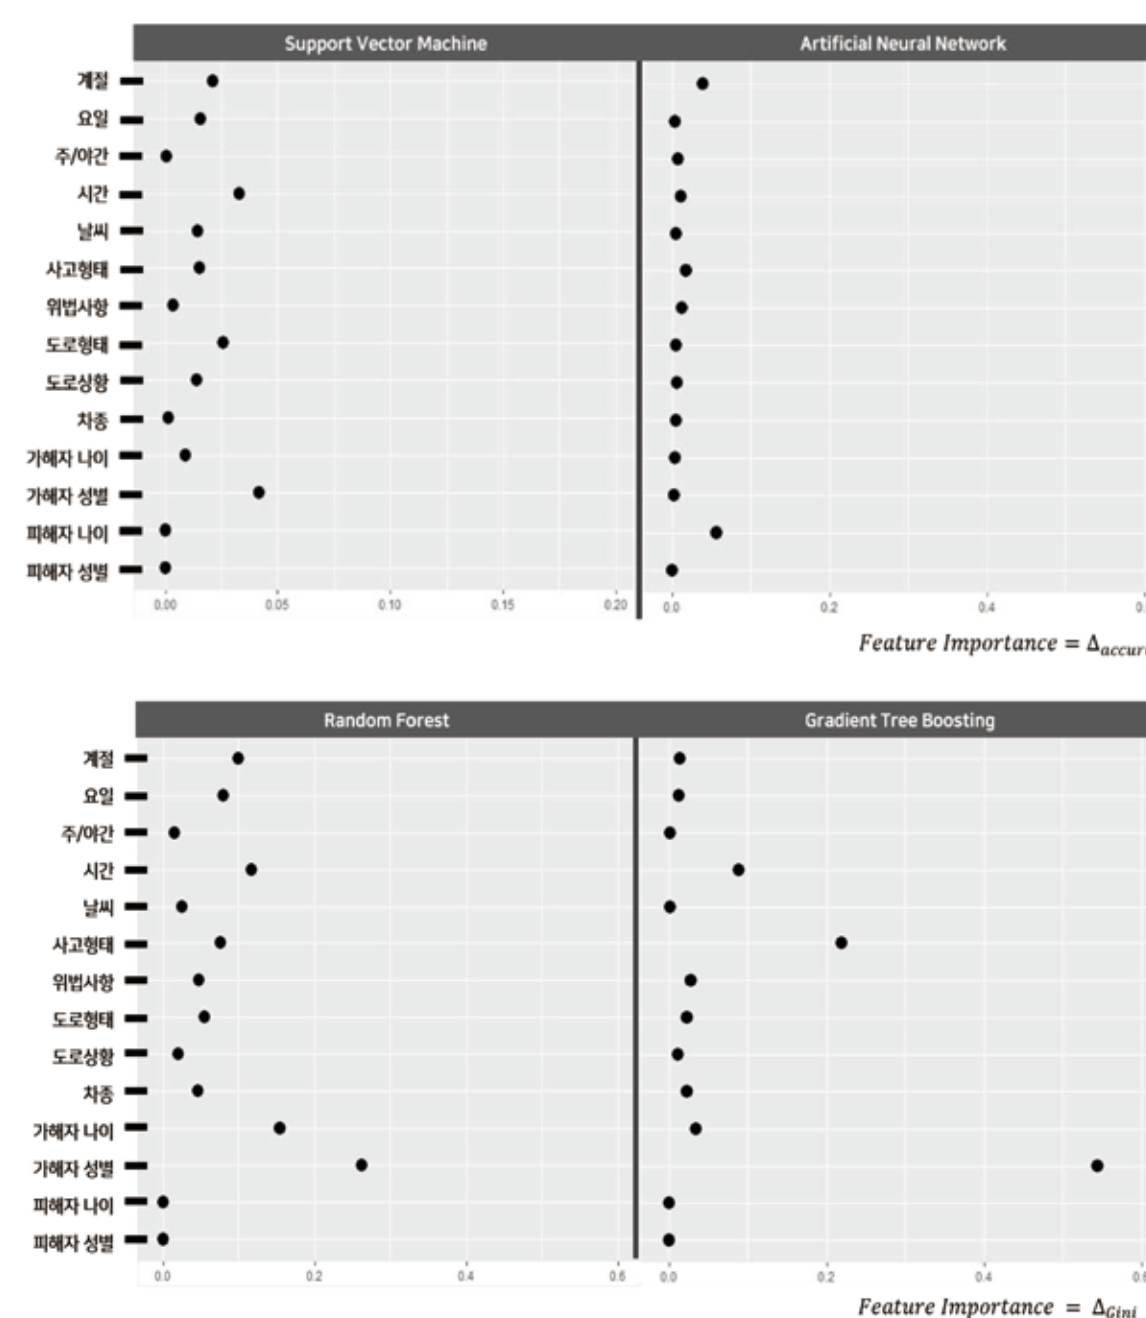 Support Vector Machine
Artificial Neural Network
계절
요일
주/야간
시간
날씨
사고형태
위법사항
도로형태
도로상황
차종
가해자 나이
가해자 성별
피해자 나이
피해자 성별
0.00 0.05 0.10 0.15 0.20
0.0 0.2 0.4
Feature Importance = Δaccur
Random Forest
Gradient Tree Boosting
계절
요일
주/야간
시간
날씨
사고형태
위법사항
도로형태
도로상황
차종
가해자 나이
가해자 성별
피해자 나이
피해자 성별
0.0 0.2 0.4 0.6
0.0 0.2 0.4 0.6
Feature Importance = ΔGini